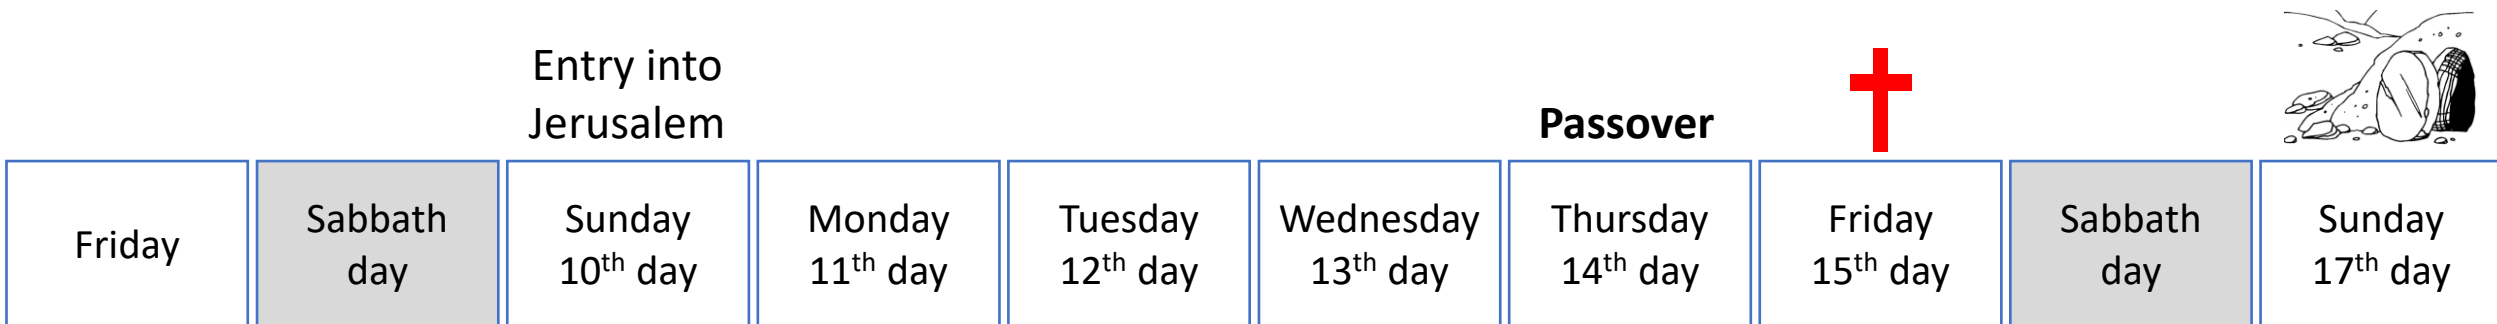 Entry into
Jerusalem
Passover
Friday
Sabbath
day
Sunday
10th day
Monday
11th day
Tuesday
12th day
Wednesday
13th day
Thursday
14th day
Friday
15th day
Sabbath
day
Sunday
17th day